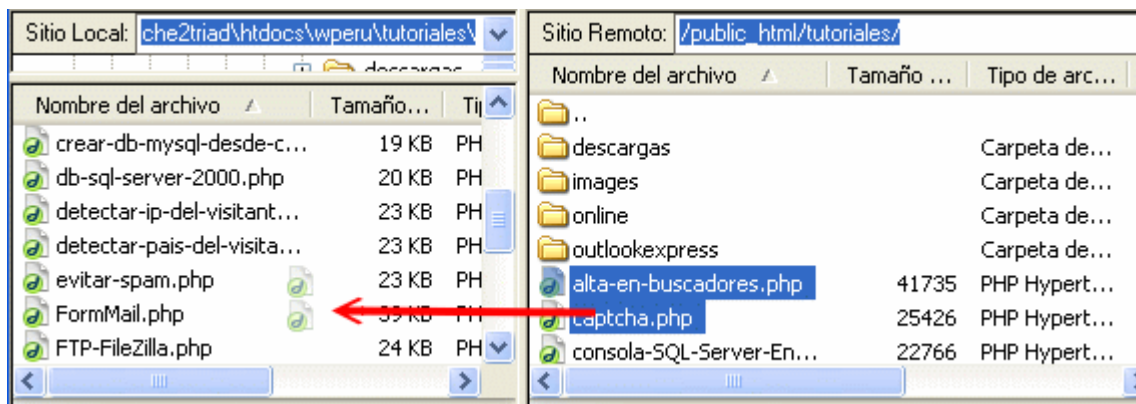 Sitio Local: che2triad\htdocs\wperu\tutoriales\
descargas
Nombre del archivo Tamaño... Ti
crear-db-mysql-desde-c... 19 KB PH
db-sql-server-2000.php 20 KB PH
detectar-ip-del-visitant... 23 KB PH
detectar-pais-del-visita... 23 KB PH
evitar-spam.php 23 KB PH
FormMail.php 39 KB PH
FTP-FileZilla.php 24 KB PH
Sitio Remoto: /public_html/tutoriales/
Nombre del archivo Tamaño ... Tipo de arc...
..
descargas Carpeta de...
images Carpeta de...
online Carpeta de...
outlookexpress Carpeta de...
alta-en-buscadores.php 41735 PHP Hypert...
captcha.php 25426 PHP Hypert...
consola-SQL-Server-En... 22766 PHP Hypert...